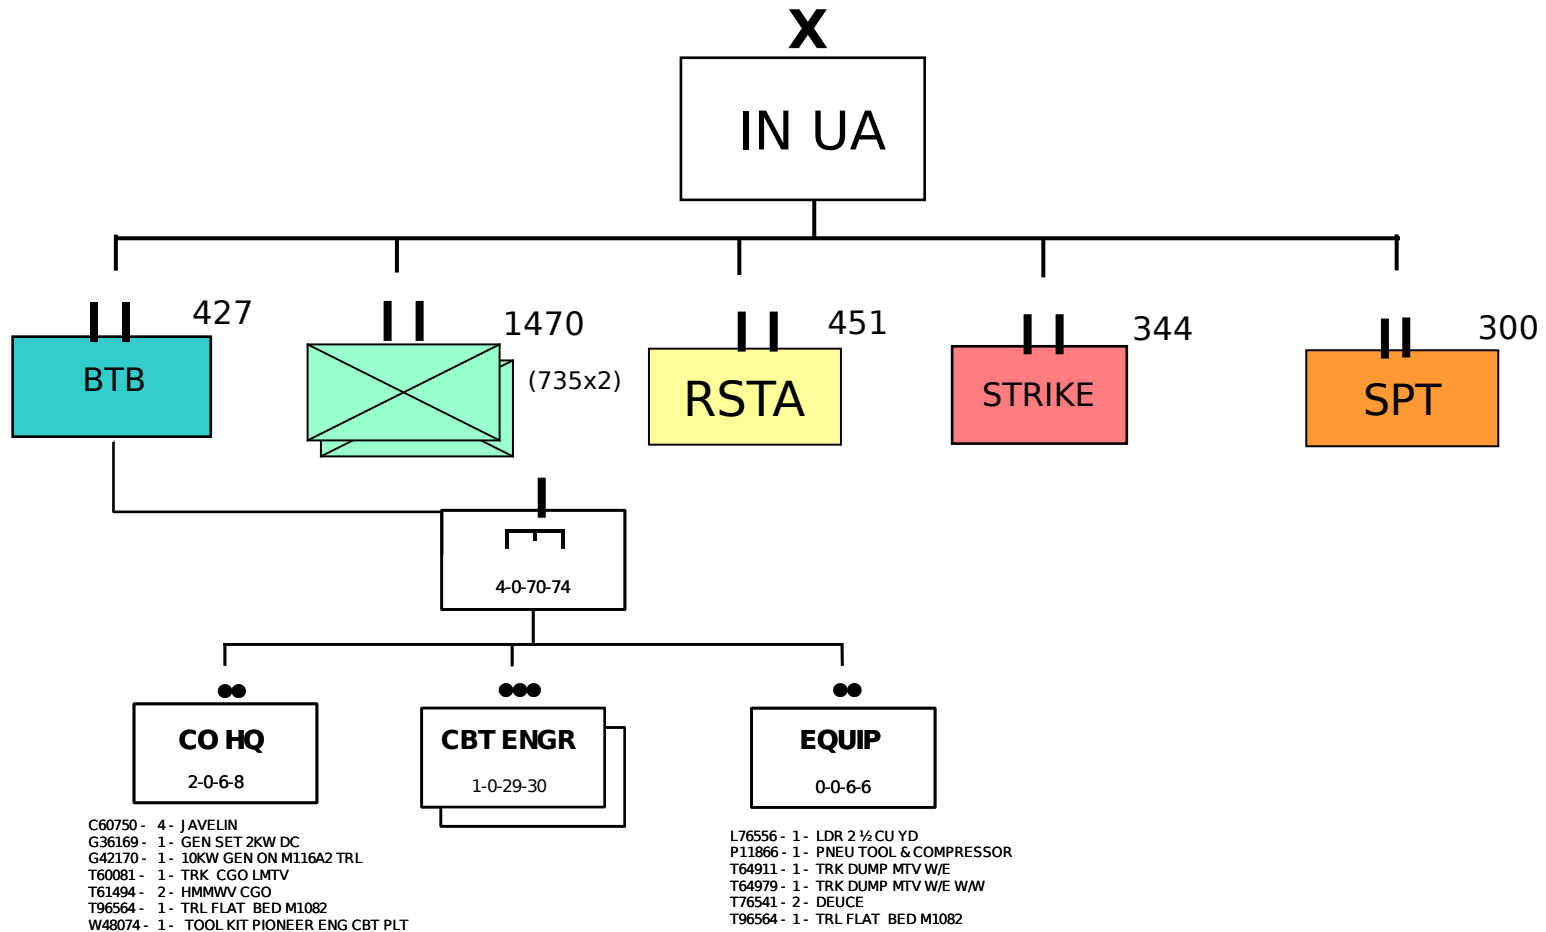 X
IN UA
427
1470
451
344
300
BTB
(735x2)
RSTA
STRIKE
SPT
4-0-70-74
CO HQ
2-0-6-8
CBT ENGR
1-0-29-30
EQUIP
0-0-6-6
C60750 - 4 - JAVELIN
G36169 - 1 - GEN SET 2KW DC
G42170 - 1 - 10KW GEN ON M116A2 TRL
T60081 - 1 - TRK CGO LMTV
T61494 - 2 - HMMWV CGO
T96564 - 1 - TRL FLAT BED M1082
W48074 - 1 - TOOL KIT PIONEER ENG CBT PLT
L76556 - 1 - LDR 2 ½ CU YD
P11866 - 1 - PNEU TOOL & COMPRESSOR
T64911 - 1 - TRK DUMP MTV W/E
T64979 - 1 - TRK DUMP MTV W/E W/W
T76541 - 2 - DEUCE
T96564 - 1 - TRL FLAT BED M1082